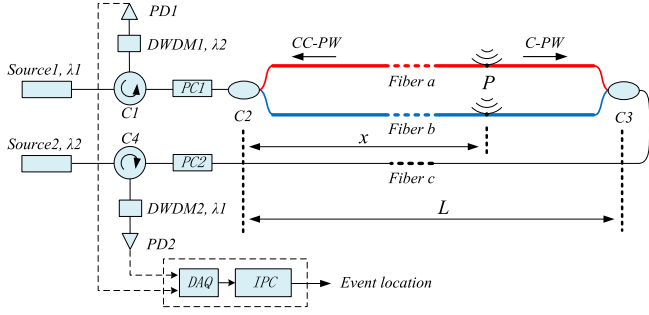 PD1
DWDM1, λ2
CC-PW
C-PW
Source1, λ1
PC1
Fiber a
P
C1
C2
C3
C4
Fiber b
x
Source2, λ2
PC2
Fiber c
DWDM2, λ1
L
PD2
DAQ
IPC
Event location